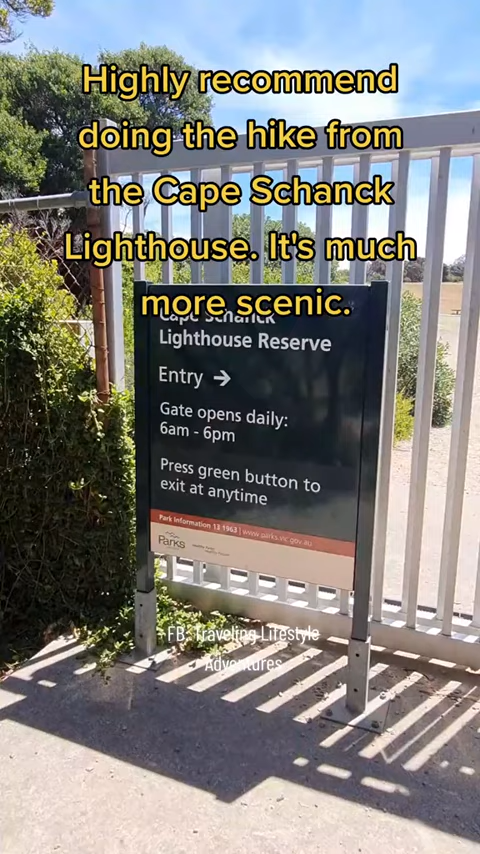 Highly recommend
doing the hike from
the Cape Schanck
Lighthouse. It's much
more scenic.
Cape Schanck
Lighthouse Reserve
Entry →
Gate opens daily:
6am - 6pm
Press green button to
exit at anytime
Park Information 13 1963 | www.parks.vic.gov.au
Parks
FB: Traveling Lifestyle
Adventures